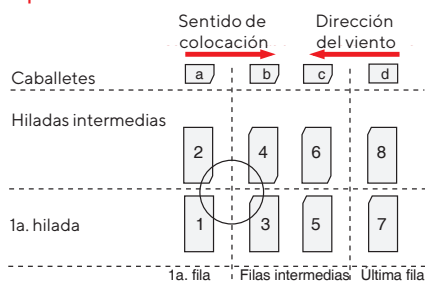 Sentido de
colocación
Dirección
del viento
Caballetes
a
b
c
d
Hiladas intermedias
2
4
6
8
1a. hilada
1
3
5
7
1a. fila
Filas intermedias
Última fila